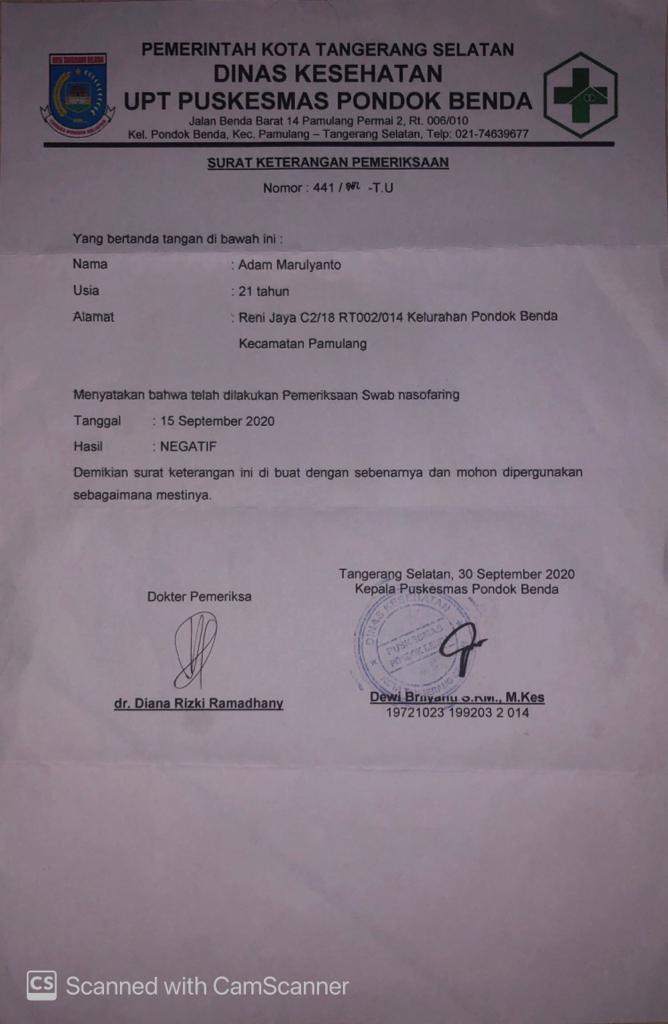 PEMERINTAH KOTA TANGERANG SELATAN
DINAS KESEHATAN
UPT PUSKESMAS PONDOK BENDA
Jalan Benda Barat 14 Pamulang Permai 2, Rt. 006/010
Kel. Pondok Benda, Kec. Pamulang – Tangerang Selatan, Telp: 021-74639677
SURAT KETERANGAN PEMERIKSAAN
Nomor : 441 / -T.U
Yang bertanda tangan di bawah ini :
Nama : Adam Marulyanto
Usia : 21 tahun
Alamat : Reni Jaya C2/18 RT002/014 Kelurahan Pondok Benda
Kecamatan Pamulang
Menyatakan bahwa telah dilakukan Pemeriksaan Swab nasofaring
Tanggal : 15 September 2020
Hasil : NEGATIF
Demikian surat keterangan ini di buat dengan sebenarnya dan mohon dipergunakan
sebagaimana mestinya.
Tangerang Selatan, 30 September 2020
Dokter Pemeriksa
Kepala Puskesmas Pondok Benda
DINAS KESEHATAN
PUSKESMAS
dr. Diana Rizki Ramadhany
Dewi S.KM., M.Kes
19721023 199203 2 014
CS Scanned with CamScanner